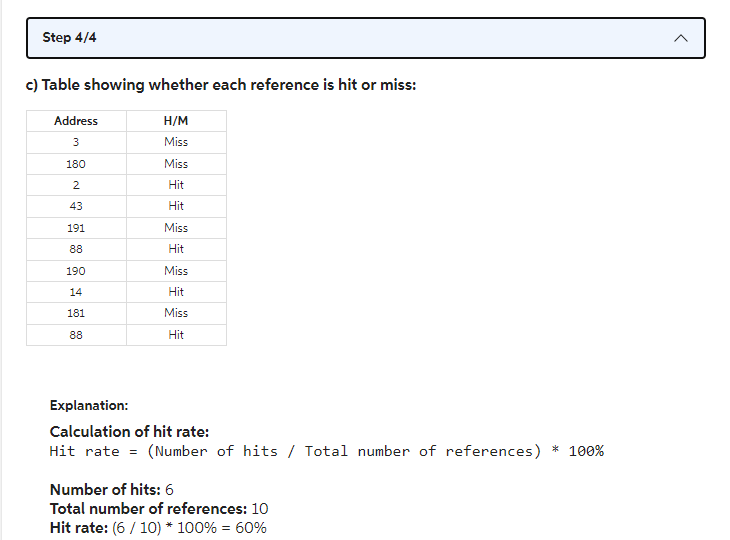 Step 4/4
c) Table showing whether each reference is hit or miss:
Address H/M
3 Miss
180 Miss
2 Hit
43 Hit
191 Miss
88 Hit
190 Miss
14 Hit
181 Miss
88 Hit
Explanation:
Calculation of hit rate:
Hit rate = (Number of hits / Total number of references) * 100%
Number of hits: 6
Total number of references: 10
Hit rate: (6 / 10) * 100% = 60%